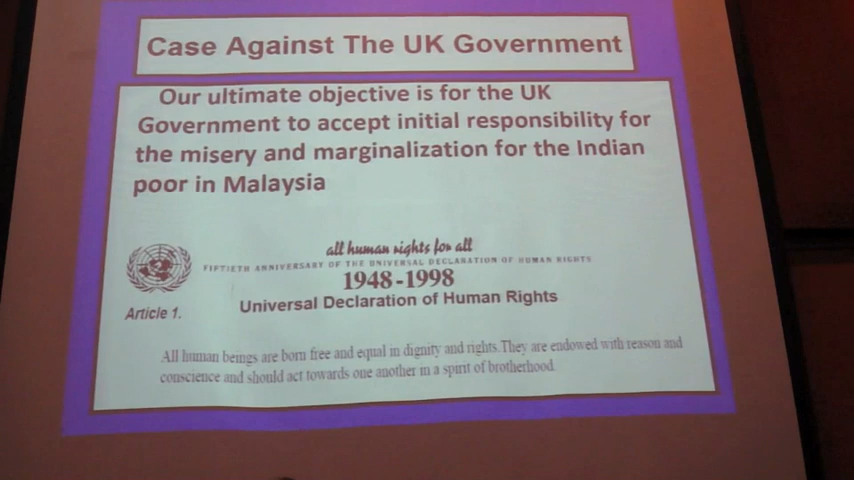 Case Against The UK Government
Our ultimate objective is for the UK
Government to accept initial responsibility for
the misery and marginalization for the Indian
poor in Malaysia
all human rights for all
FIFTIETH ANNIVERSARY OF THE UNIVERSAL DECLARATION OF HUMAN RIGHTS
1948-1998
Universal Declaration of Human Rights
Article 1.
All human beings are born free and equal in dignity and rights.They are endowed with reason and
conscience and should act towards one another in a spirit of brotherhood.